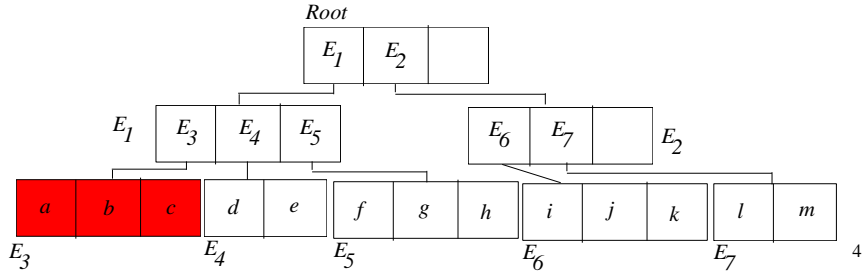 Root
E1 E2
E1 E3 E4 E5 E6 E7 E2
a b c d e f g h i j k l m
E3 E4 E5 E6 E7 4